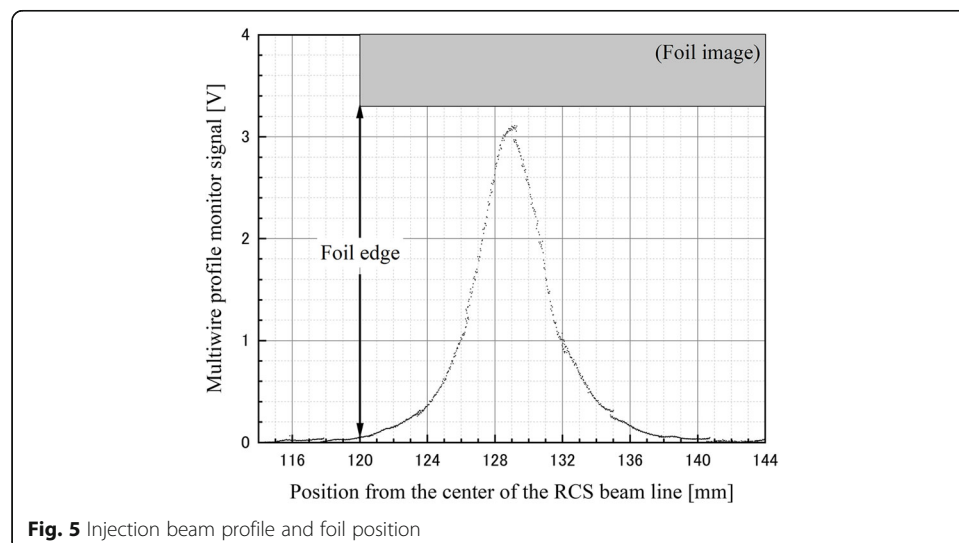 4
(Foil image)
3
2
Foil edge
1
0
Multiwire profile monitor signal [V]
116 120 124 128 132 136 140 144
Position from the center of the RCS beam line [mm]
Fig. 5 Injection beam profile and foil position